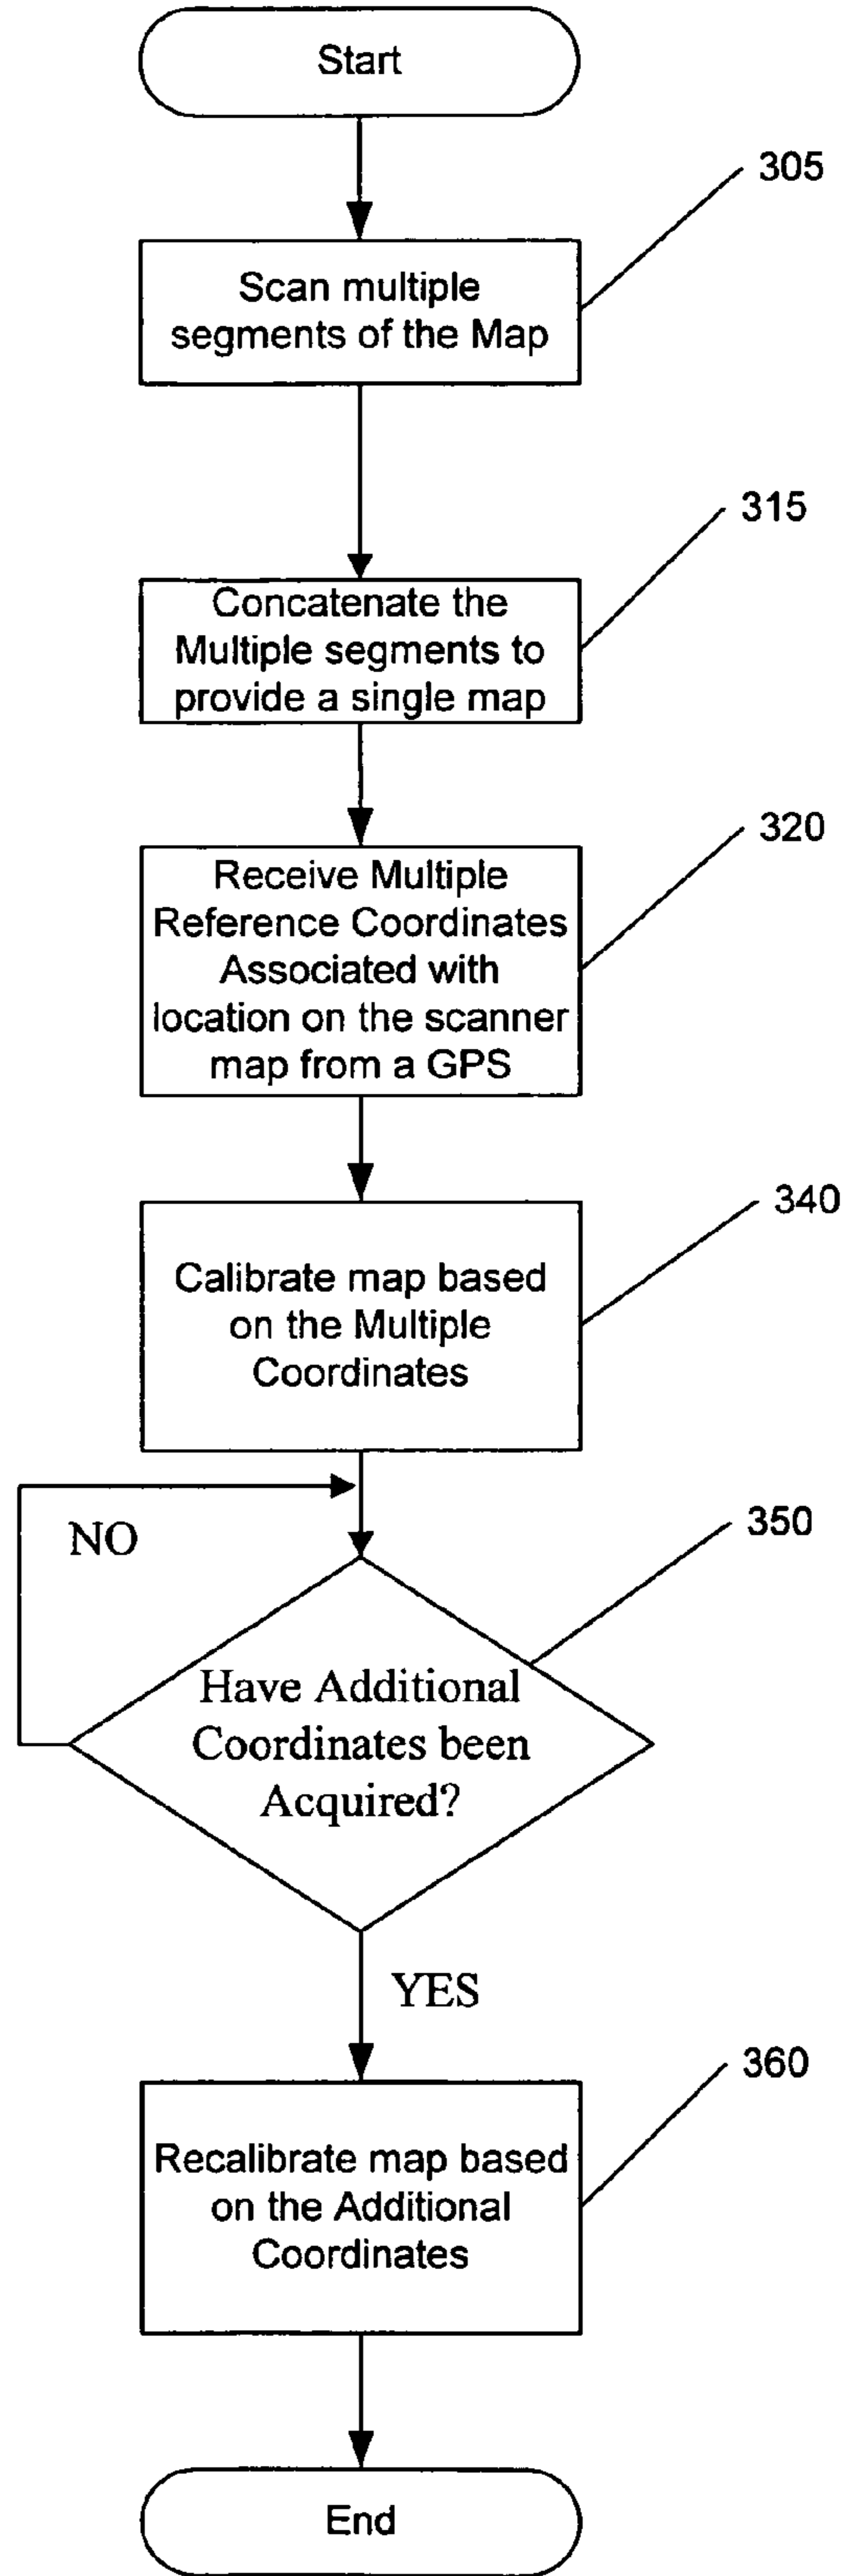 Start
305
Scan multiple
segments of the Map
315
Concatenate the
Multiple segments to
provide a single map
320
Receive Multiple
Reference Coordinates
Associated with
location on the scanner
map from a GPS
340
Calibrate map based
on the Multiple
Coordinates
NO
350
Have Additional
Coordinates been
Acquired?
YES
360
Recalibrate map based
on the Additional
Coordinates
End